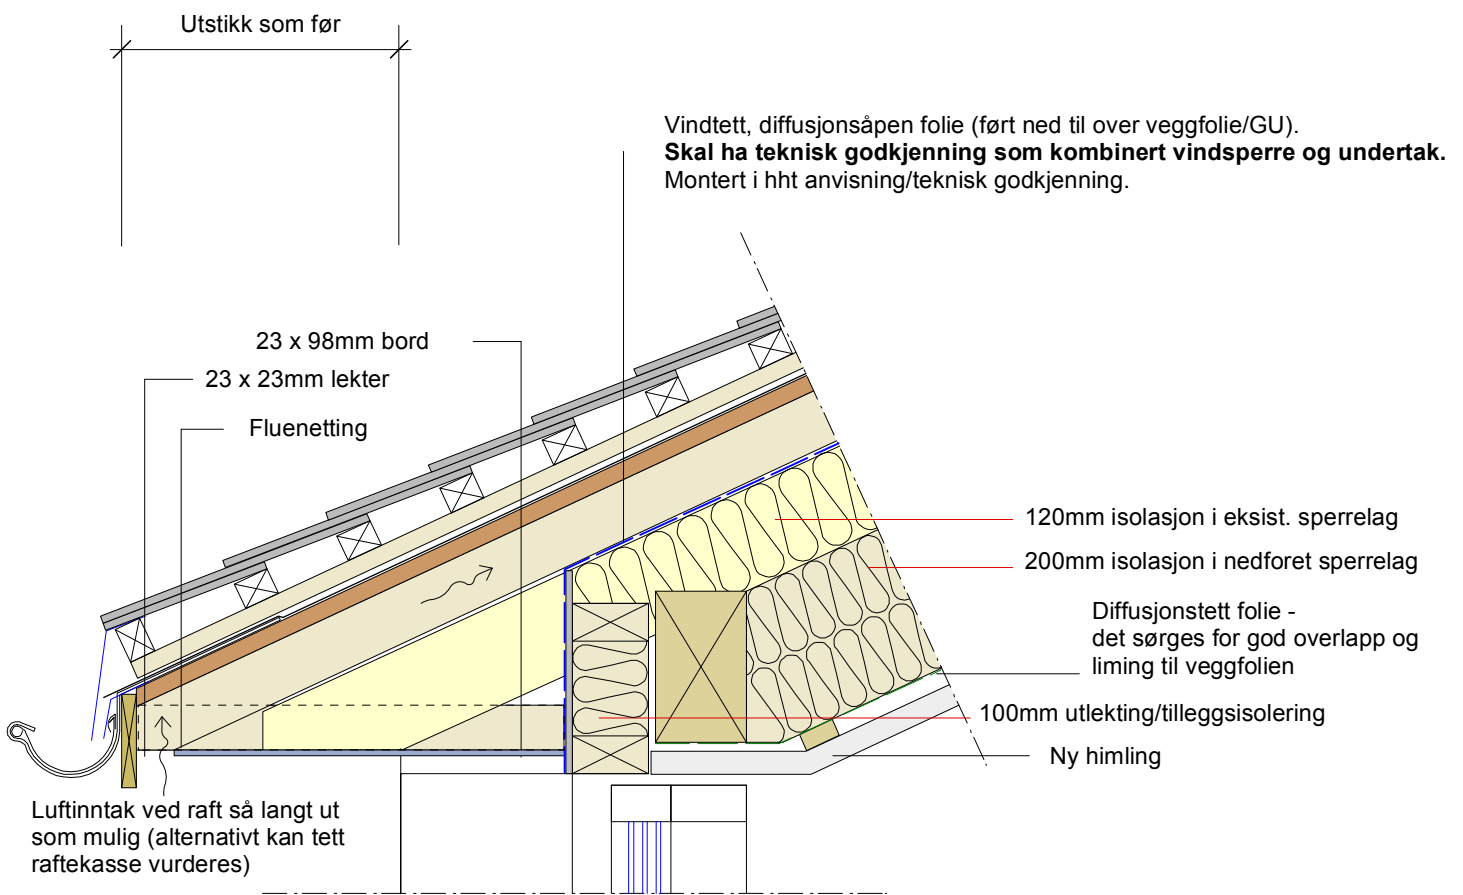 Utstikk som før
Vindtett, diffusjonsåpen folie (ført ned til over veggfolie/GU).
Skal ha teknisk godkjenning som kombinert vindsperre og undertak.
Montert i hht anvisning/teknisk godkjenning.
23 x 98mm bord
23 x 23mm lekter
Fluenetting
120mm isolasjon i eksist. sperrelag
200mm isolasjon i nedforet sperrelag
Diffusjonstett folie -
det sørges for god overlapp og
liming til veggfolien
100mm utlekting/tilleggsisolering
Ny himling
Luftinntak ved raft så langt ut
som mulig (alternativt kan tett
raftekasse vurderes)